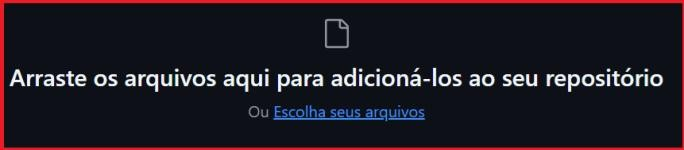 Arraste os arquivos aqui para adicioná-los ao seu repositório
Ou Escolha seus arquivos